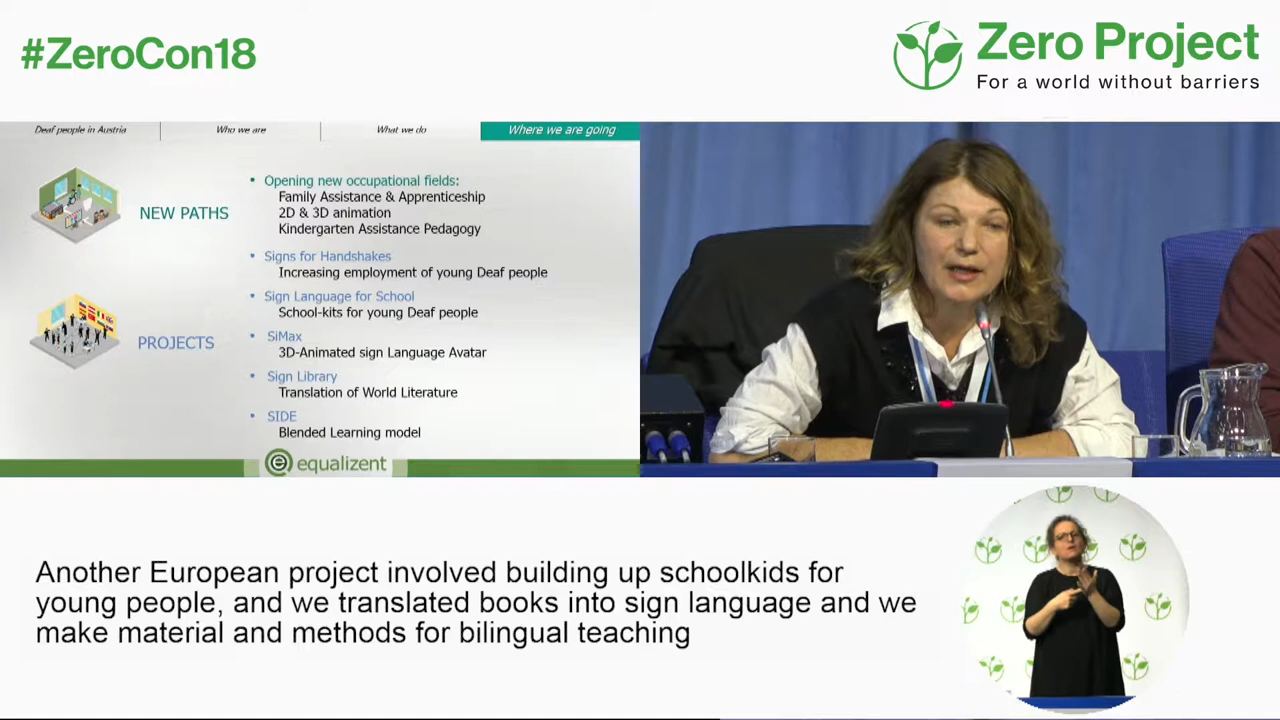 #ZeroCon18
Zero Project
For a world without barriers
Deaf people in Austria
Who we are
What we do
Where we are going
NEW PATHS
• Opening new occupational fields:
Family Assistance & Apprenticeship
2D & 3D animation
Kindergarten Assistance Pedagogy
• Signs for Handshakes
Increasing employment of young Deaf people
PROJECTS
• Sign Language for School
School-kits for young Deaf people
• SiMax
3D-Animated sign Language Avatar
• Sign Library
Translation of World Literature
• SIDE
Blended Learning model
e equalizent
Another European project involved building up schoolkids for
young people, and we translated books into sign language and we
make material and methods for bilingual teaching